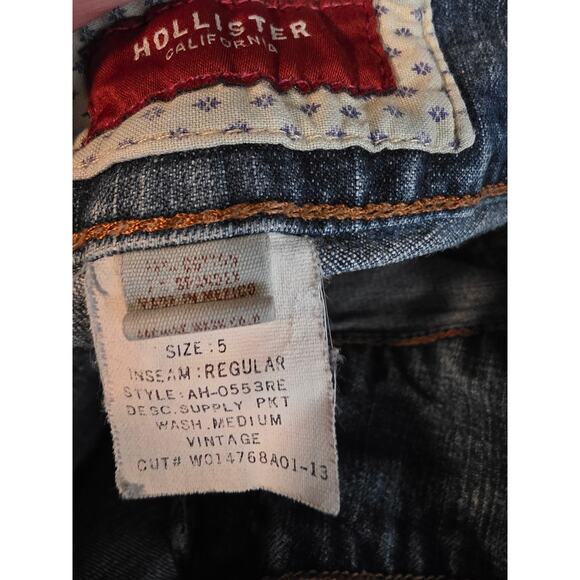 HOLLISTER
CALIFORNIA
MADE IN MEXICO
SIZE:5
INSEAM:REGULAR
STYLE:AH-0553RE
DESC.SUPPLY PKT
WASH.MEDIUM
VINTAGE
CUT# W014768A01-13